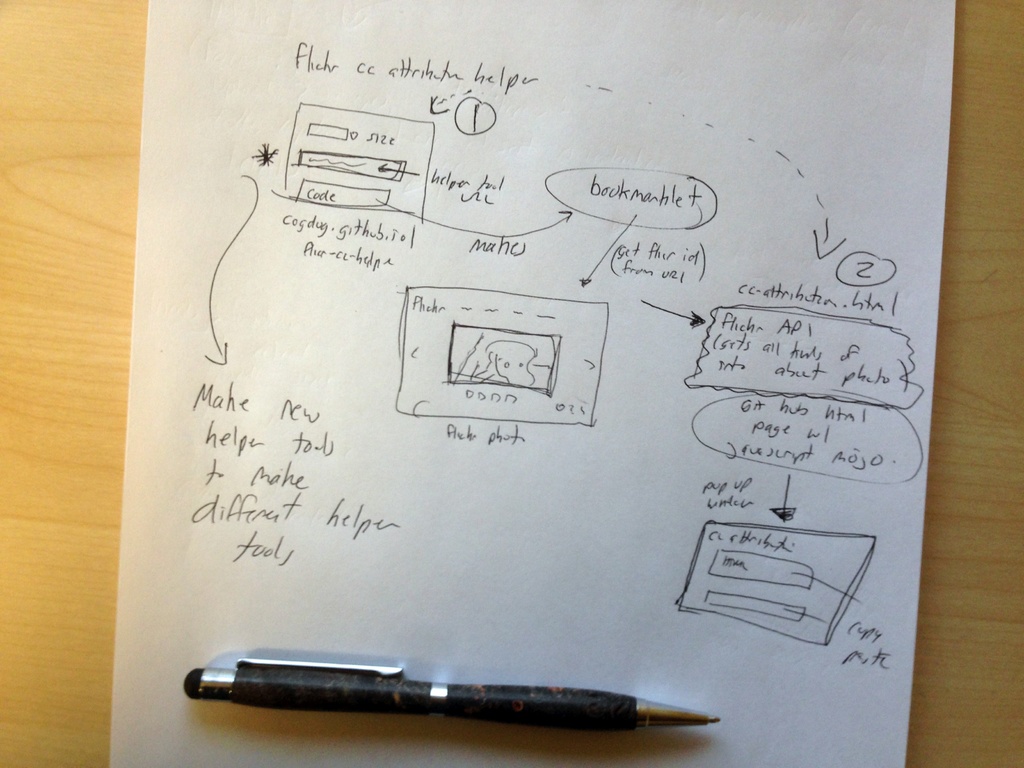 flickr cc attribution helper
1
size
helper tool
URL
code
cogdog.github.io/
flickr-cc-helper
makes
bookmarklet
(get flickr id
from URL)
2
cc-attribution.html
flickr API
(gets all kinds of
info about photo
Git hub html
page w/
javascript mojo.
flickr
flickr photo
pop up
window
cc attribution
html
copy
paste
Make new
helper tools
to make
different helper
tools